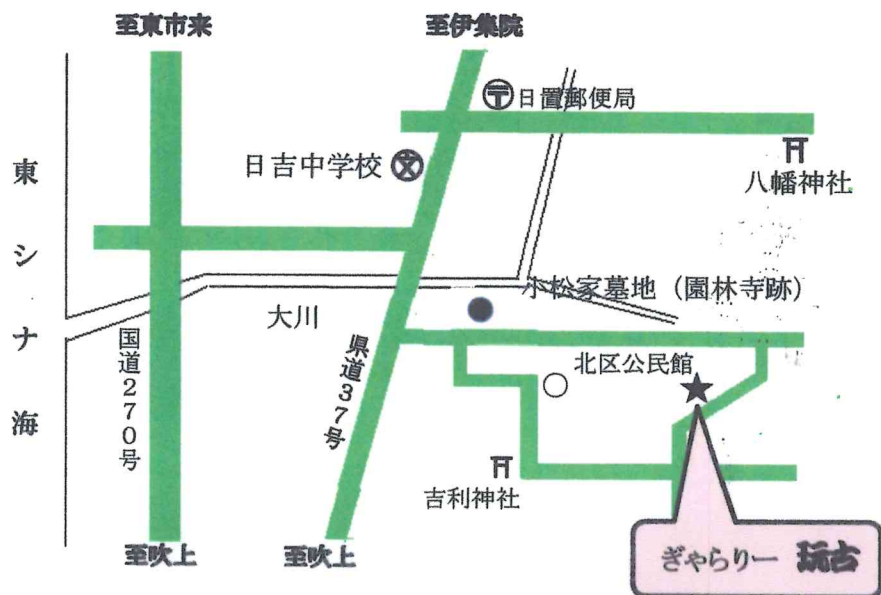 至東市来
至伊集院
日置郵便局
日吉中学校
八幡神社
東シナ海
小松家墓地（園林寺跡）
大川
国道270号
県道37号
北区公民館
吉利神社
至吹上
至吹上
ぎゃらりー 玩古